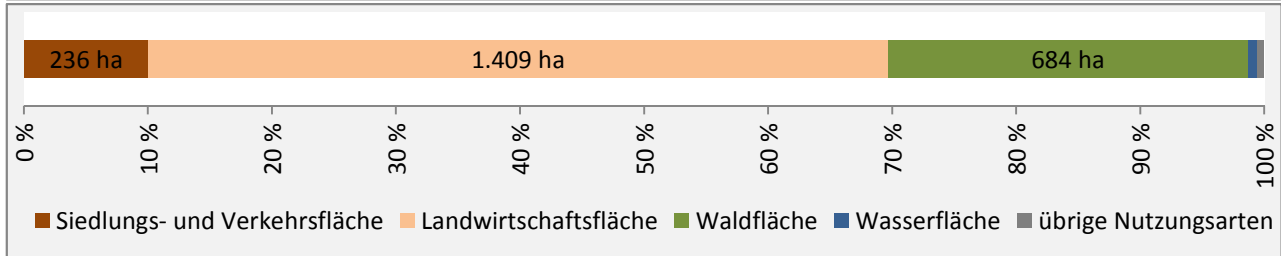 236 ha 1.409 ha 684 ha
0 % 10 % 20 % 30 % 40 % 50 % 60 % 70 % 80 % 90 % 100 %
Siedlungs- und Verkehrsfläche Landwirtschaftsfläche Waldfläche Wasserfläche übrige Nutzungsarten